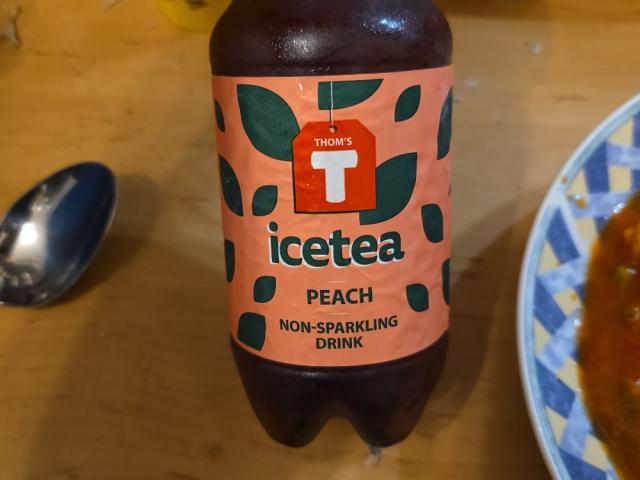 THOM'S
T
icetea
PEACH
NON-SPARKLING
DRINK